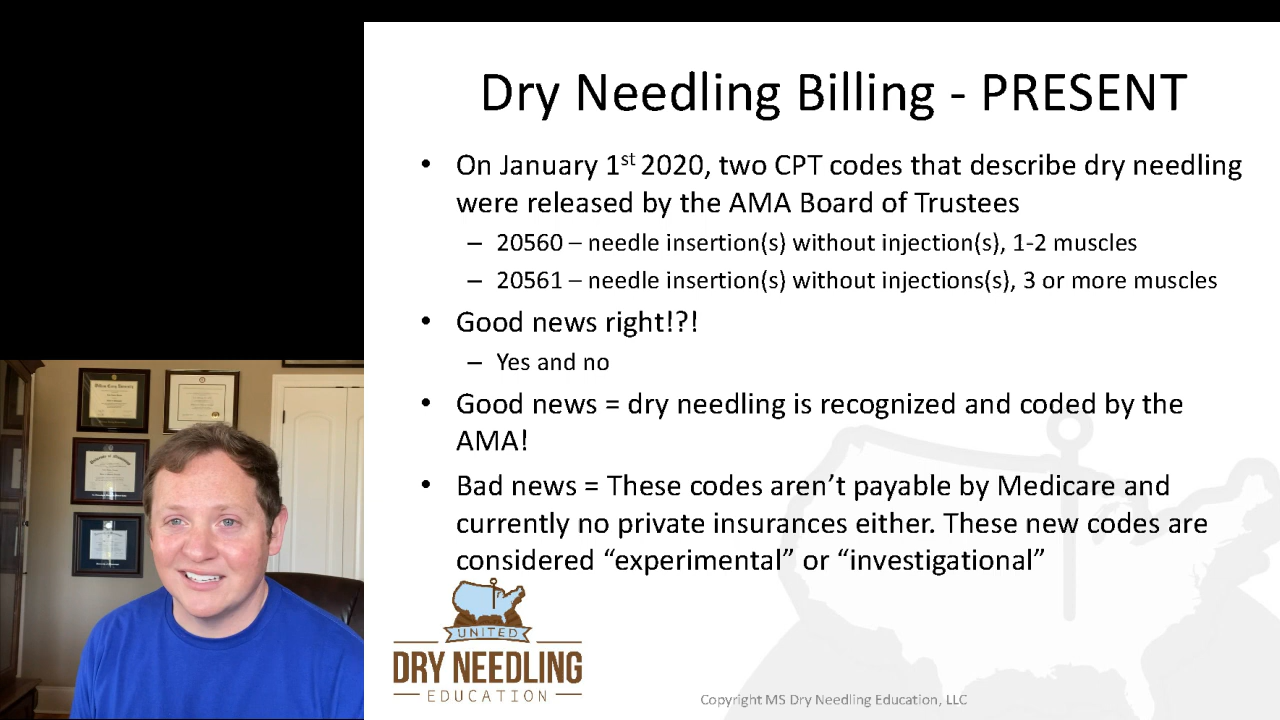 Dry Needling Billing - PRESENT
• On January 1st 2020, two CPT codes that describe dry needling
were released by the AMA Board of Trustees
– 20560 – needle insertion(s) without injection(s), 1-2 muscles
– 20561 – needle insertion(s) without injections(s), 3 or more muscles
• Good news right!?!
– Yes and no
• Good news = dry needling is recognized and coded by the
AMA!
• Bad news = These codes aren’t payable by Medicare and
currently no private insurances either. These new codes are
considered “experimental” or “investigational”
UNITED
DRY NEEDLING
EDUCATION
Copyright MS Dry Needling Education, LLC